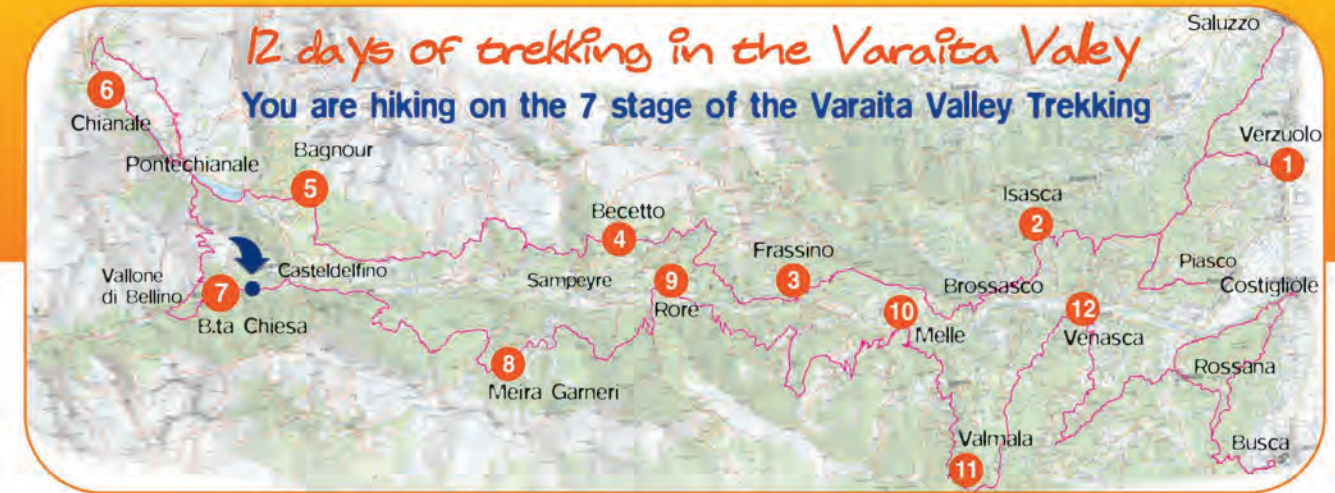 12 days of trekking in the Varaita Valley
You are hiking on the 7 stage of the Varaita Valley Trekking
Saluzzo
6
Chianale
Verzuolo
1
Pontechianale
Bagnour
5
Isasca
2
Becetto
4
Frassino
3
Vallone
di Bellino
7
B.ta Chiesa
Casteldelfino
Sampeyre
9
Rore
Brossasco
Piasco
Costigliole
10
Melle
12
Venasca
8
Meira Garneri
Rossana
Valmala
11
Busca